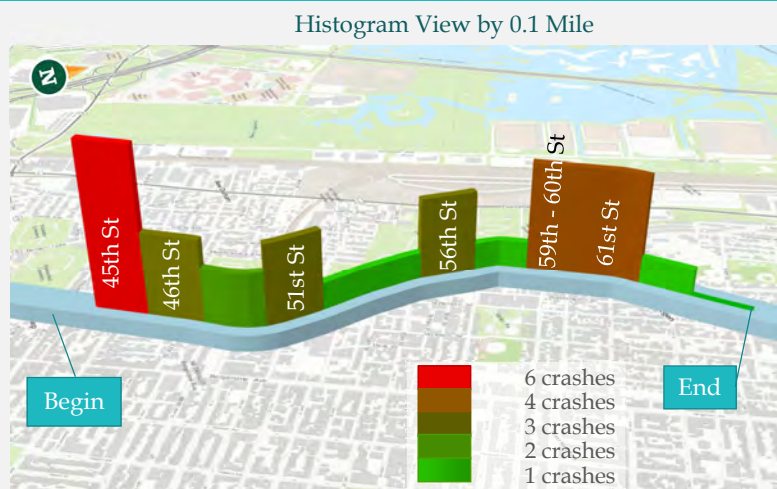 Histogram View by 0.1 Mile
N
45th St
46th St
51st St
56th St
59th - 60th St
61st St
Begin
End
6 crashes
4 crashes
3 crashes
2 crashes
1 crashes